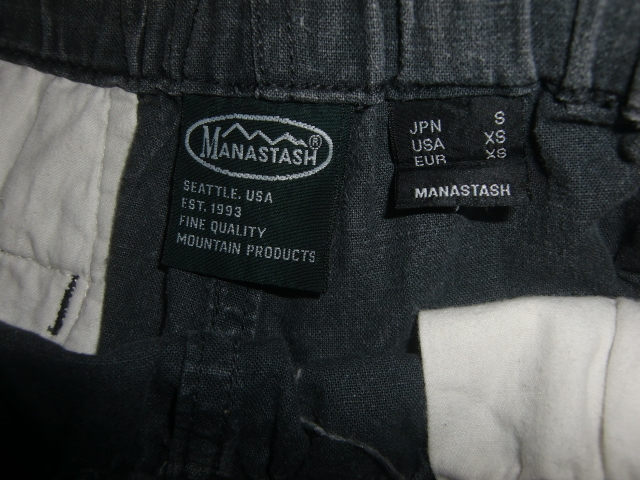 MANASTASH®
SEATTLE. USA
EST. 1993
FINE QUALITY
MOUNTAIN PRODUCTS
JPN S
USA XS
EUR XS
MANASTASH